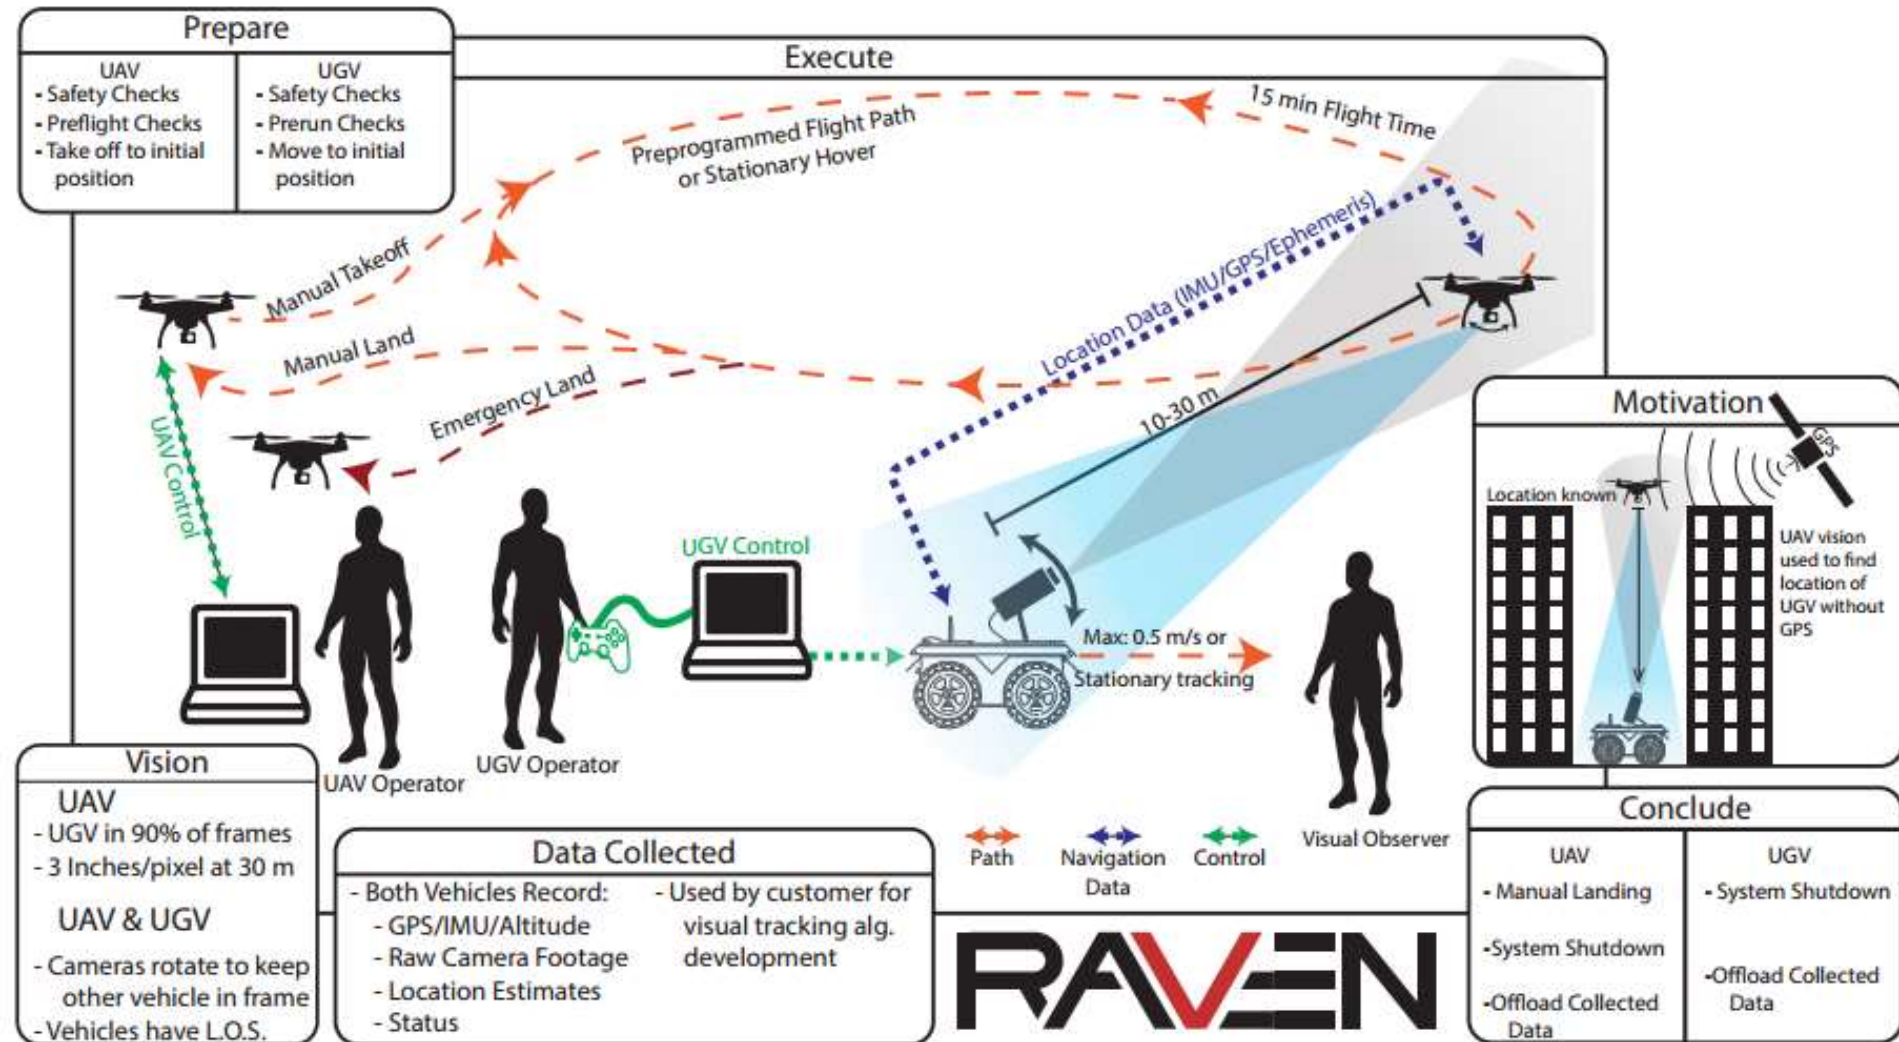 Prepare
UAV
- Safety Checks
- Preflight Checks
- Take off to initial
position
UGV
- Safety Checks
- Prerun Checks
- Move to initial
position
Execute
15 min Flight Time
Preprogrammed Flight Path
or Stationary Hover
Manual Takeoff
Manual Land
Emergency Land
Location Data (IMU/GPS/Ephemeris)
10-30 m
UAV Control
UGV Control
Max: 0.5 m/s or
Stationary tracking
UAV Operator
UGV Operator
Visual Observer
Motivation
GPS
Location known
UAV vision
used to find
location of
UGV without
GPS
Vision
UAV
- UGV in 90% of frames
- 3 Inches/pixel at 30 m
UAV & UGV
- Cameras rotate to keep
other vehicle in frame
- Vehicles have L.O.S.
Data Collected
- Both Vehicles Record:
- GPS/IMU/Altitude
- Raw Camera Footage
- Location Estimates
- Status
- Used by customer for
visual tracking alg.
development
Path
Navigation
Data
Control
RAVEN
Conclude
UAV
- Manual Landing
-System Shutdown
-Offload Collected
Data
UGV
- System Shutdown
-Offload Collected
Data